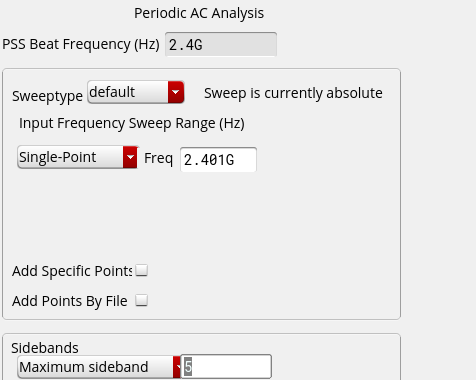 Periodic AC Analysis
PSS Beat Frequency (Hz) 2.4G
Sweeptype default Sweep is currently absolute
Input Frequency Sweep Range (Hz)
Single-Point Freq 2.401G
Add Specific Points
Add Points By File
Sidebands
Maximum sideband 5